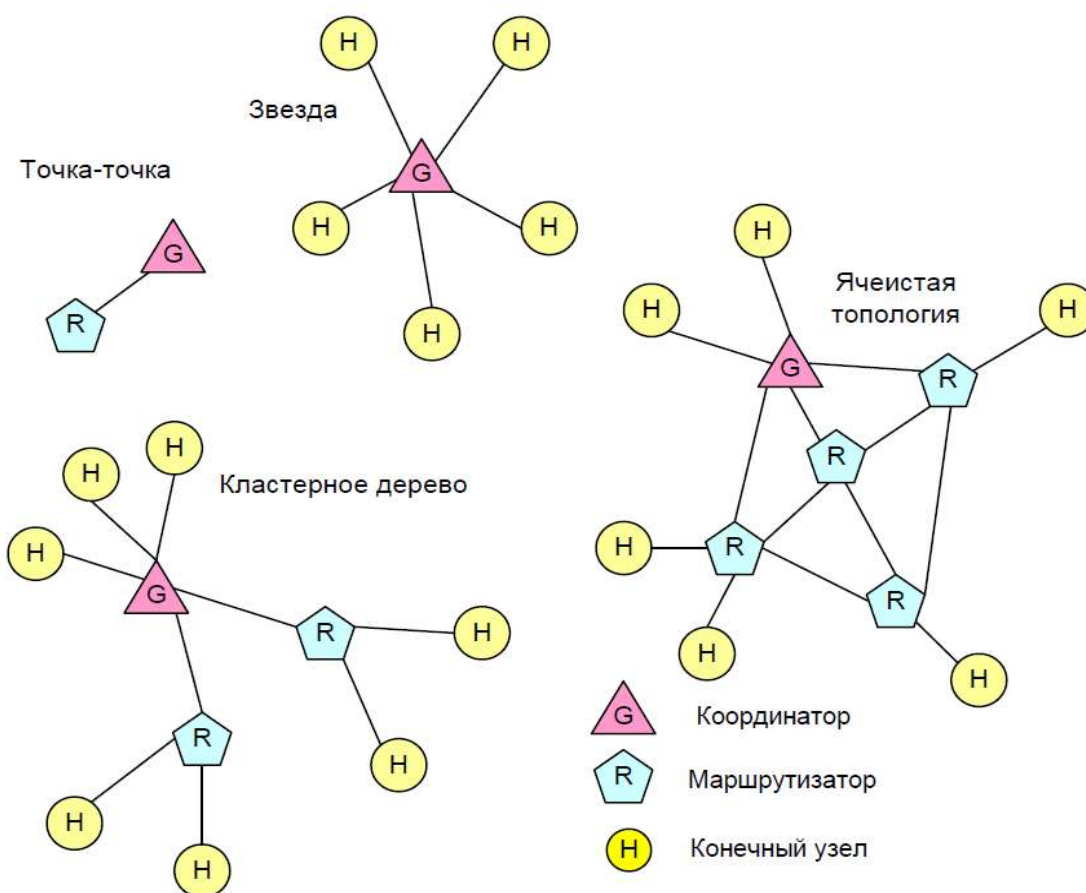 H
H
Звезда
G
Точка-точка
H
H
G
R
H
H
Ячеистая
топология
H
H
G
R
H
H
Кластерное дерево
R
H
H
R
G
R
R
H
H
H
R
G
Координатор
H
R
Маршрутизатор
H
H
H
Конечный узел